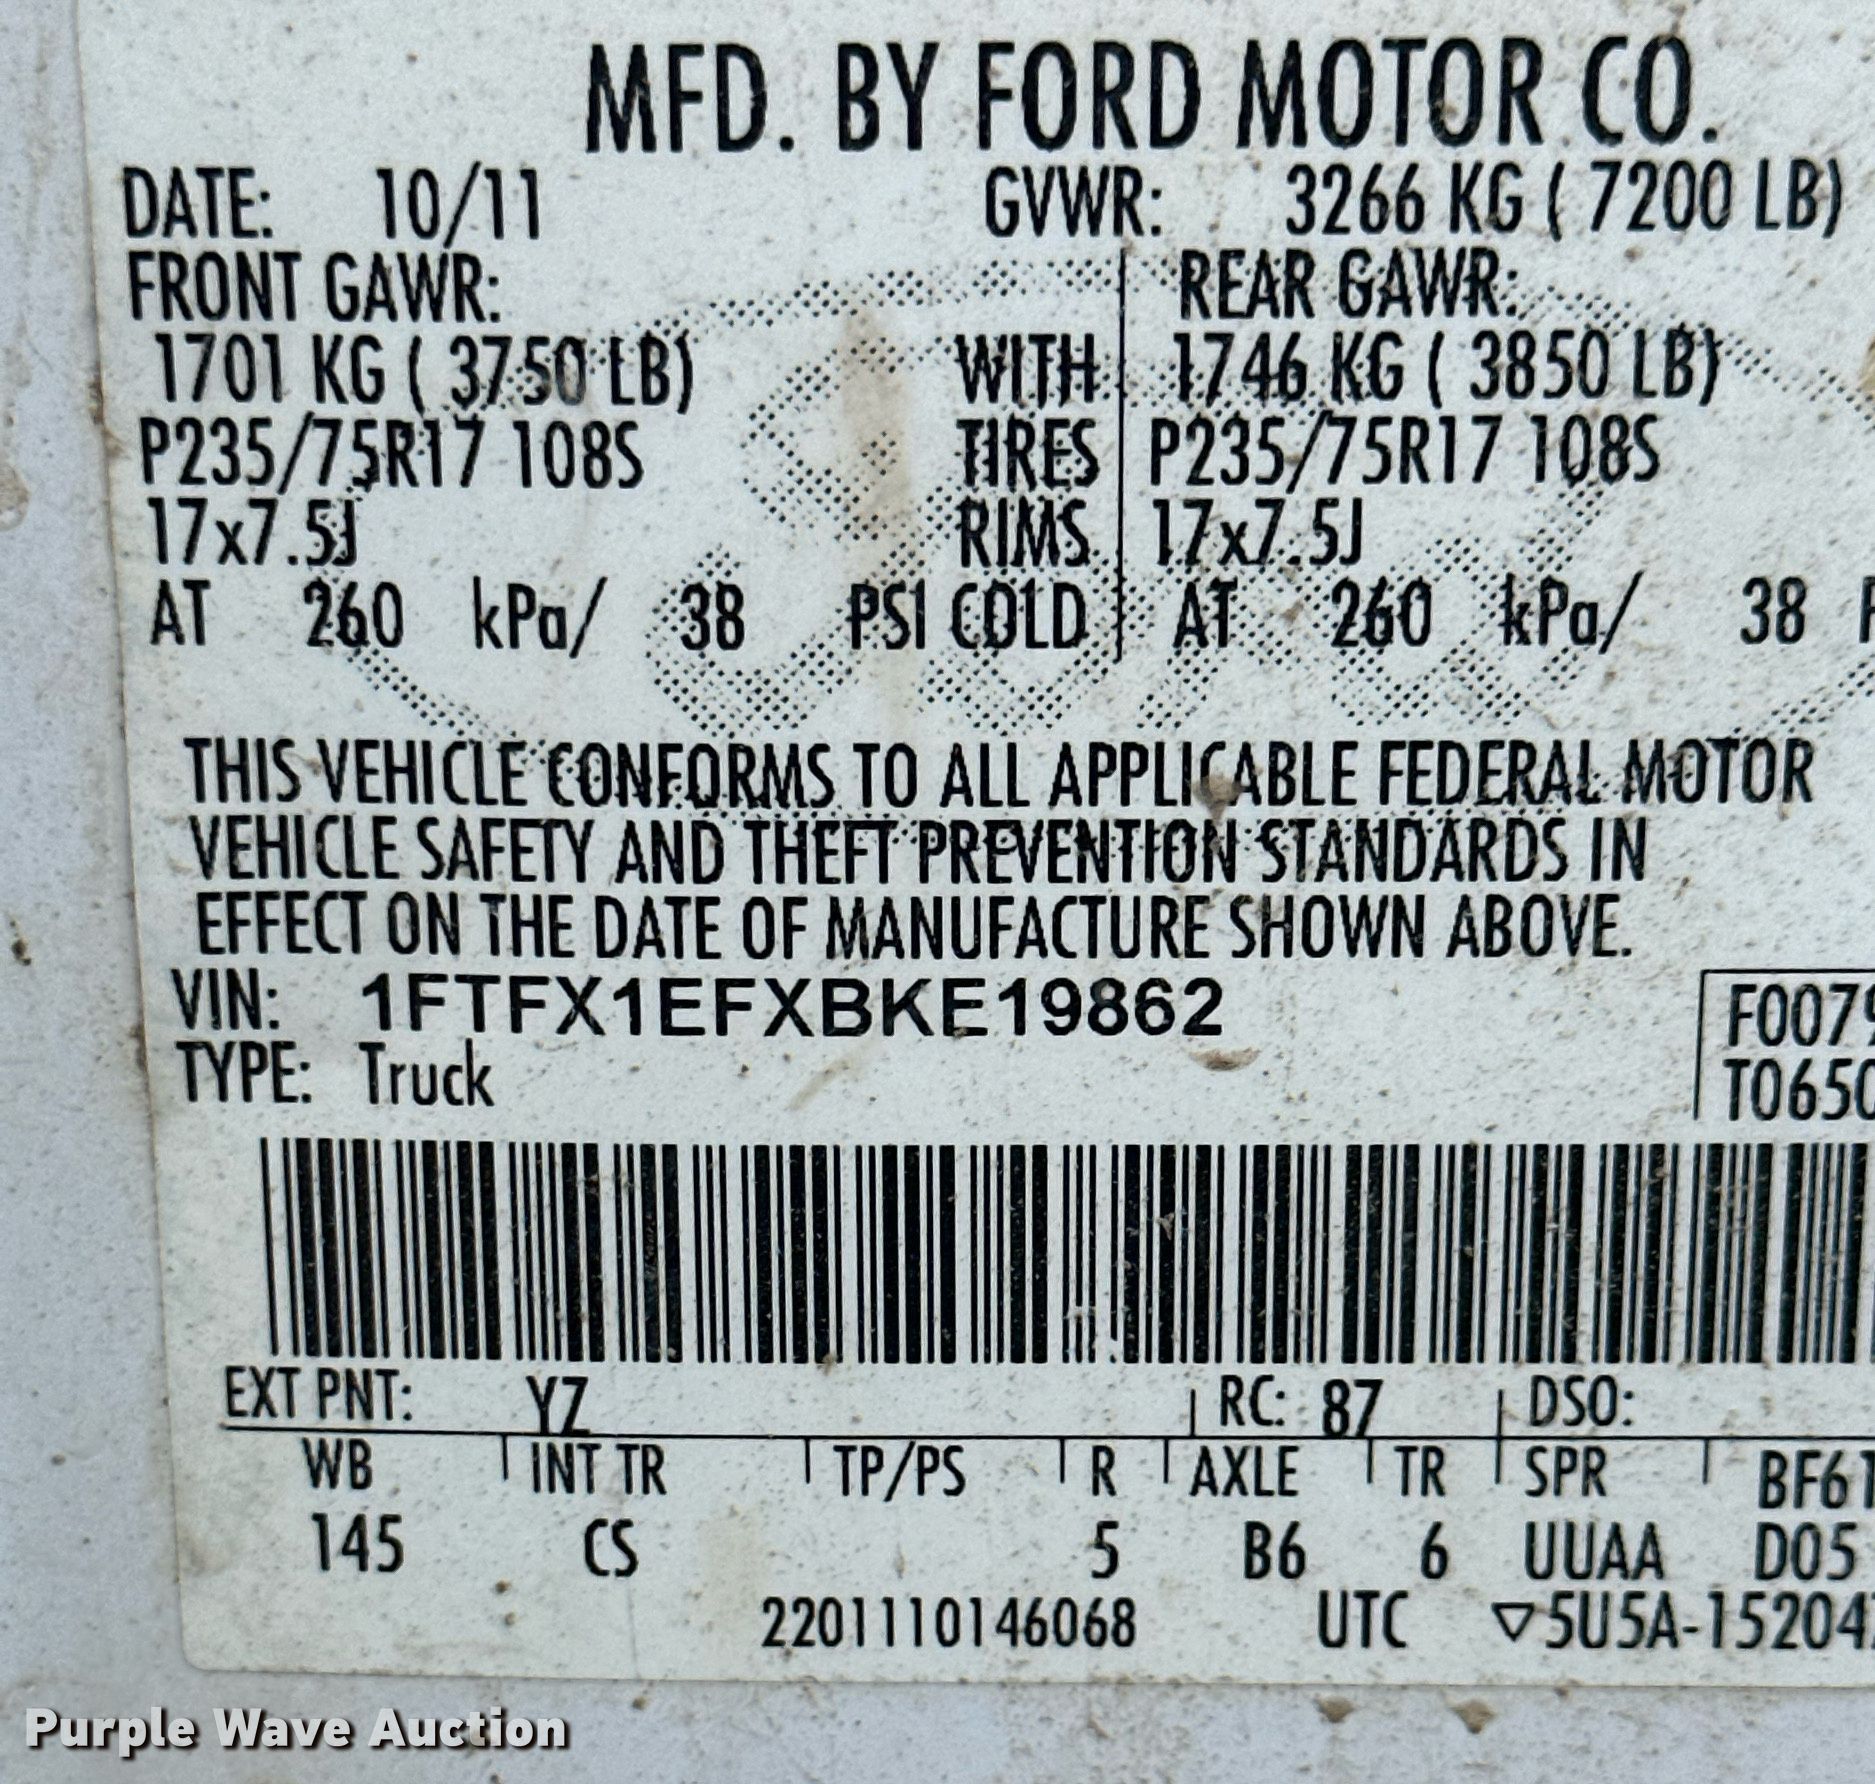 MFD. BY FORD MOTOR CO.
DATE: 10/11 GVWR: 3266 KG ( 7200 LB)
FRONT GAWR: REAR GAWR:
1701 KG ( 3750 LB) WITH 1746 KG ( 3850 LB)
P235/75R17 108S TIRES P235/75R17 108S
17x7.5J RIMS 17x7.5J
AT 260 kPa/ 38 PSI COLD AT 260 kPa/ 38
THIS VEHICLE CONFORMS TO ALL APPLICABLE FEDERAL MOTOR
VEHICLE SAFETY AND THEFT PREVENTION STANDARDS IN
EFFECT ON THE DATE OF MANUFACTURE SHOWN ABOVE.
VIN: 1FTFX1EFXBKE19862 F0079
TYPE: Truck T0650
EXT PNT: YZ RC: 87 DSO:
WB INT TR TP/PS R AXLE TR SPR BF61
145 CS 5 B6 6 UUAA D05
2201110146068 UTC ▽5U5A-15204
Purple Wave Auction